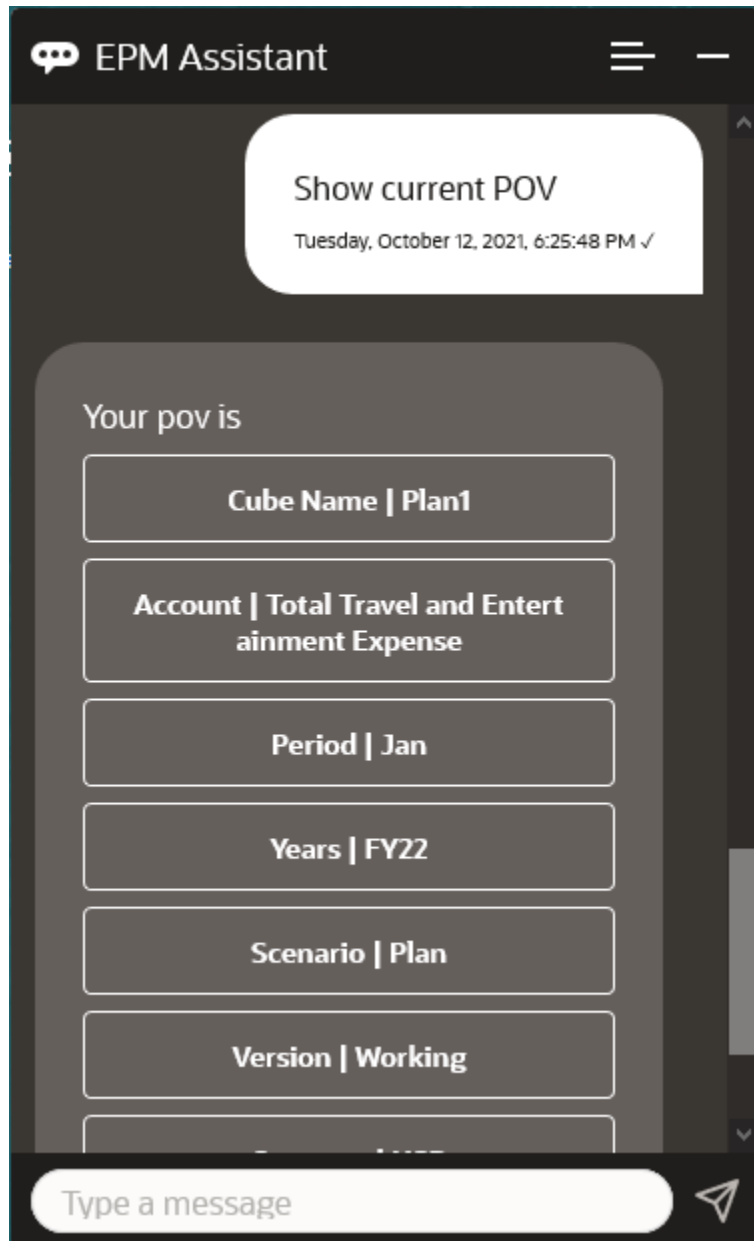 EPM Assistant
Show current POV
Tuesday, October 12, 2021, 6:25:48 PM ✓
Your pov is
Cube Name | Plan1
Account | Total Travel and Entert
ainment Expense
Period | Jan
Years | FY22
Scenario | Plan
Version | Working
Type a message